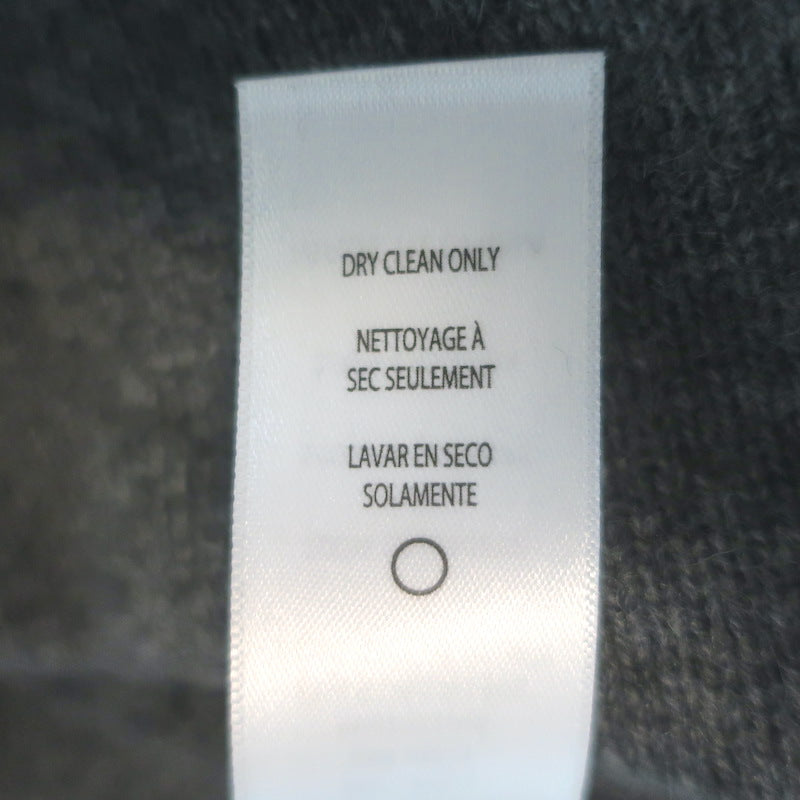 DRY CLEAN ONLY
NETTOYAGE À
SEC SEULEMENT
LAVAR EN SECO
SOLAMENTE